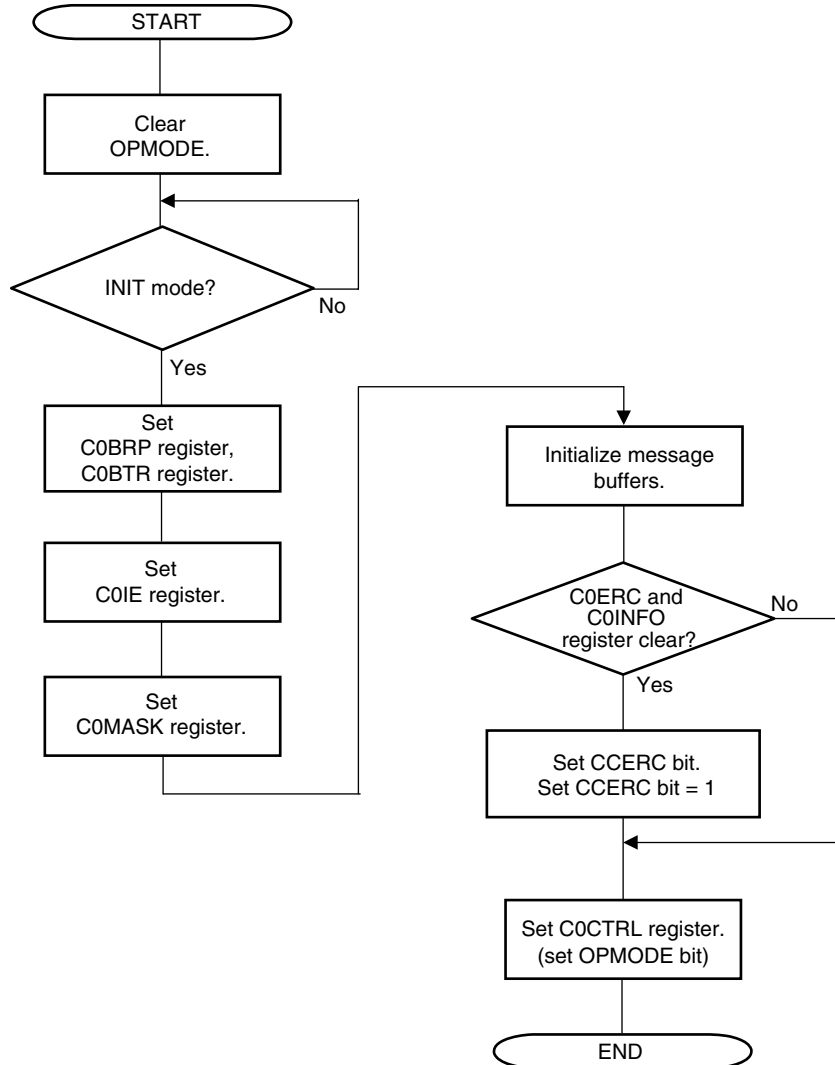 START
Clear
OPMODE.
INIT mode?
No
Yes
Set
C0BRP register,
C0BTR register.
Set
C0IE register.
Set
C0MASK register.
Initialize message
buffers.
C0ERC and
C0INFO
register clear?
No
Yes
Set CCERC bit.
Set CCERC bit = 1
Set C0CTRL register.
(set OPMODE bit)
END